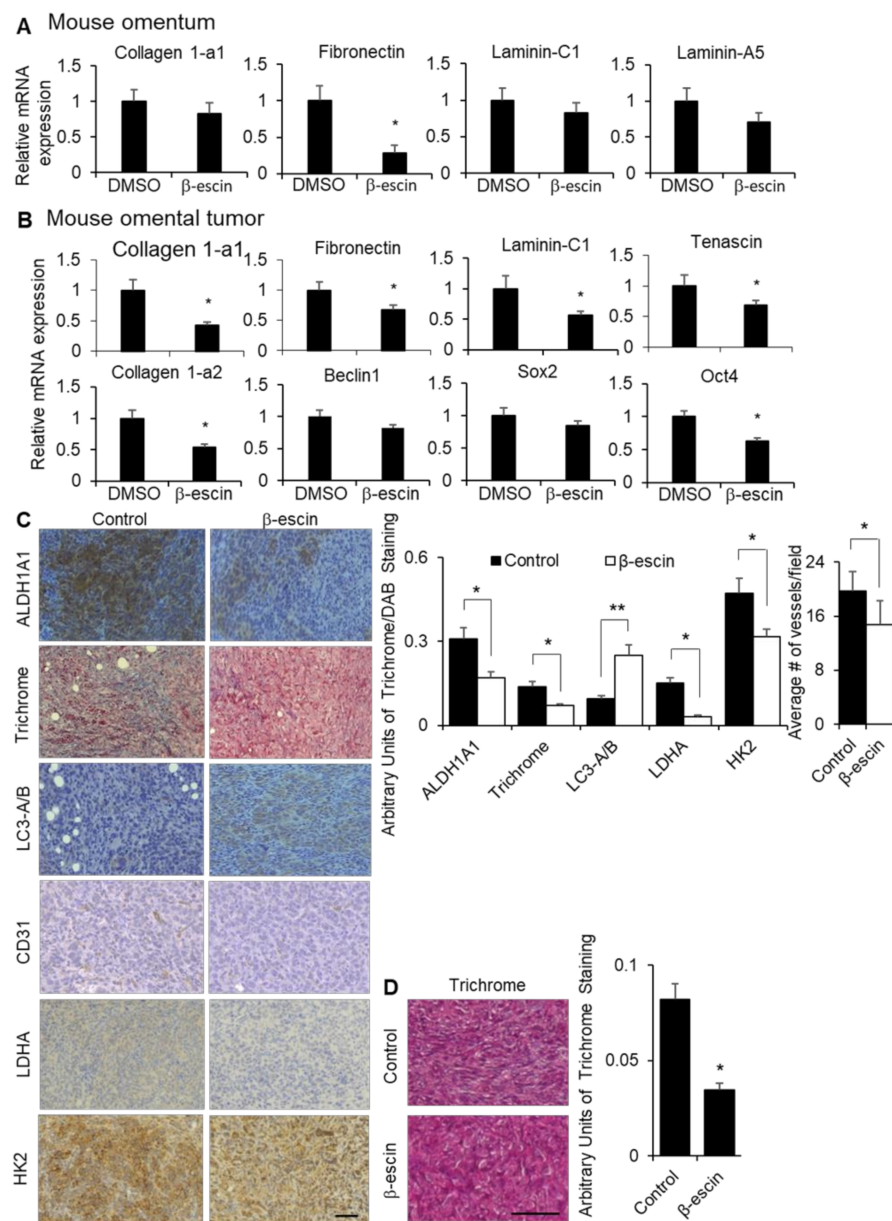 A Mouse omentum
Collagen 1-a1 Fibronectin Laminin-C1 Laminin-A5
Relative mRNA
expression
1.5 1.5 1.5 1.5
1 1 1 1
0.5 0.5 0.5 0.5
0 0 0 0
*
DMSO β-escin DMSO β-escin DMSO β-escin DMSO β-escin
B Mouse omental tumor
Collagen 1-a1 Fibronectin Laminin-C1 Tenascin
Relative mRNA expression
1.5 1.5 1.5 1.5
1 1 1 1
0.5 0.5 0.5 0.5
0 0 0 0
* * * *
Collagen 1-a2 Beclin1 Sox2 Oct4
1.5 1.5 1.5 1.5
1 1 1 1
0.5 0.5 0.5 0.5
0 0 0 0
* *
DMSO β-escin DMSO β-escin DMSO β-escin DMSO β-escin
C
Control β-escin
ALDH1A1
Trichrome
LC3-A/B
CD31
LDHA
HK2
Arbitrary Units of Trichrome/DAB Staining
0.6
0.3
0
Control β-escin
* * ** * *
ALDH1A1 Trichrome LC3-A/B LDHA HK2
Average # of vessels/field
24
16
8
0
*
Control β-escin
D
Trichrome
Control
β-escin
Arbitrary Units of Trichrome Staining
0.1
0.05
0
*
Control β-escin